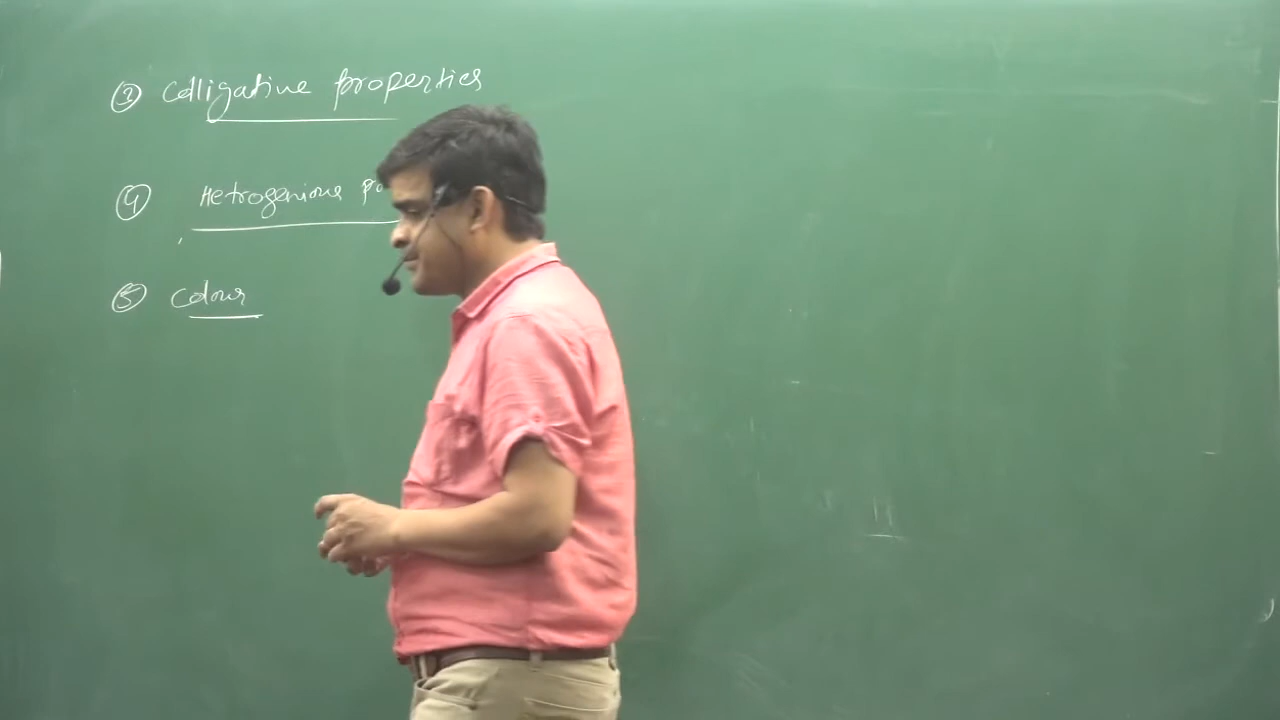 ③ Colligative properties
④ Hetrogenious
⑤ Colour